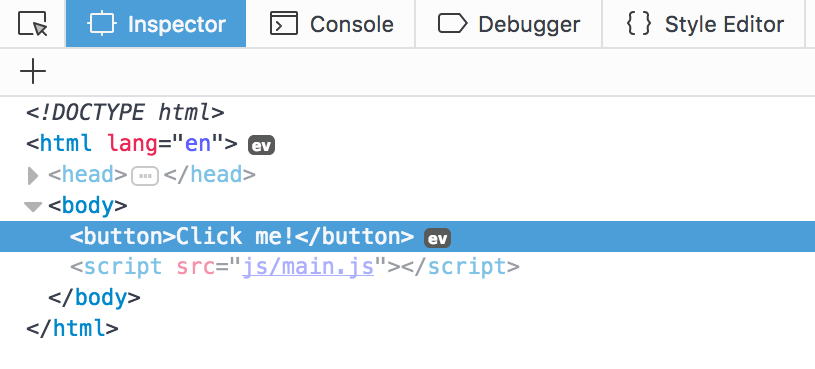 Inspector Console Debugger { } Style Editor
+
<!DOCTYPE html>
<html lang="en"> ev
<head>…</head>
<body>
<button>Click me!</button> ev
<script src="js/main.js"></script>
</body>
</html>